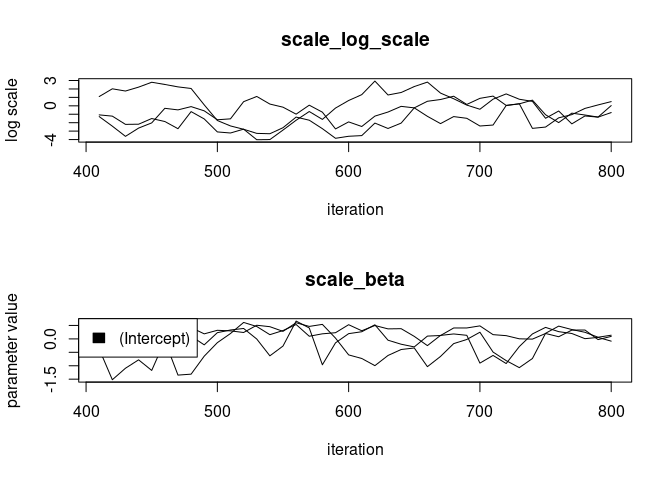 scale_log_scale
log scale
3
0
-4
400 500 600 700 800
iteration
scale_beta
parameter value
0.0
-1.5
(Intercept)
400 500 600 700 800
iteration